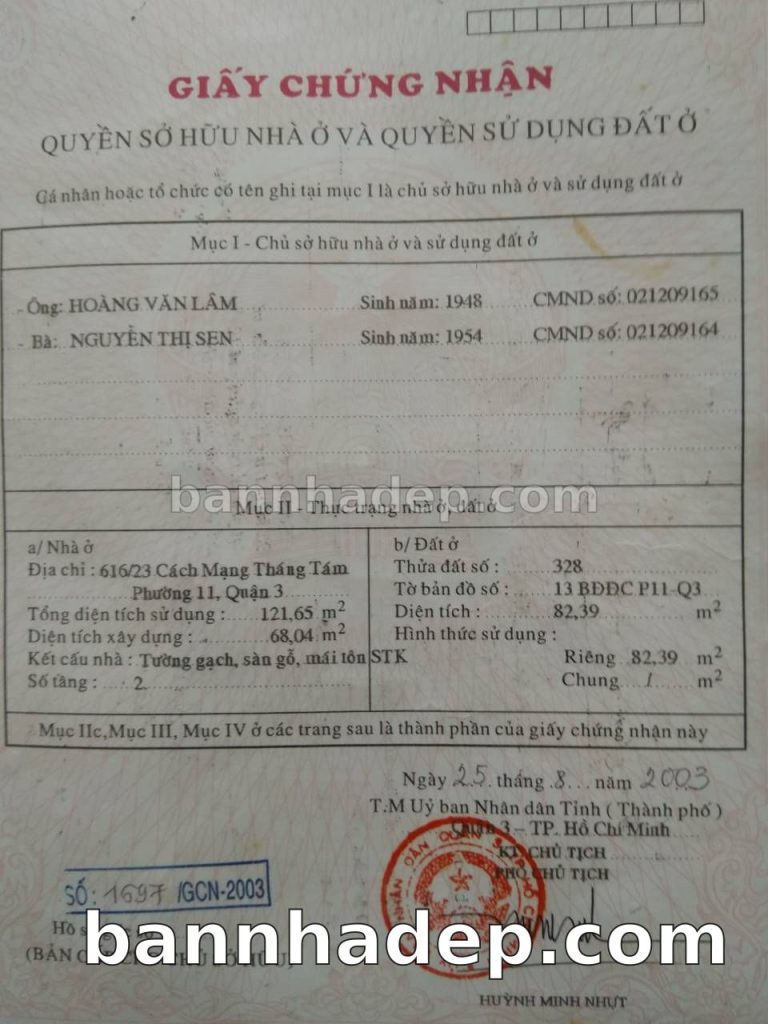 GIẤY CHỨNG NHẬN
QUYỀN SỞ HỮU NHÀ Ở VÀ QUYỀN SỬ DỤNG ĐẤT Ở
Cá nhân hoặc tổ chức có tên ghi tại mục I là chủ sở hữu nhà ở và sử dụng đất ở
Mục I - Chủ sở hữu nhà ở và sử dụng đất ở
- Ông: HOÀNG VĂN LÂM Sinh năm: 1948 CMND số: 021209165
- Bà: NGUYỄN THỊ SEN Sinh năm: 1954 CMND số: 021209164
bannhadep.com
Mục II - Thực trạng nhà ở, đất ở
a/ Nhà ở
Địa chỉ : 616/23 Cách Mạng Tháng Tám
Phường 11, Quận 3
Tổng diện tích sử dụng : 121,65 m2
Diện tích xây dựng : 68,04 m2
Kết cấu nhà : Tường gạch, sàn gỗ, mái tôn STK
Số tầng : 2
b/ Đất ở
Thửa đất số : 328
Tờ bản đồ số : 13 BĐĐC P11-Q3
Diện tích : 82,39 m2
Hình thức sử dụng :
Riêng 82,39 m2
Chung / m2
Mục IIc,Mục III, Mục IV ở các trang sau là thành phần của giấy chứng nhận này
Ngày 25 tháng 8 năm 2003
T.M Uỷ ban Nhân dân Tỉnh ( Thành phố )
Quận 3 – TP. Hồ Chí Minh
KT. CHỦ TỊCH
PHÓ CHỦ TỊCH
SỐ: 1697 /GCN-2003
Hồ
(BẢN
bannhadep.com
HUỲNH MINH NHỰT